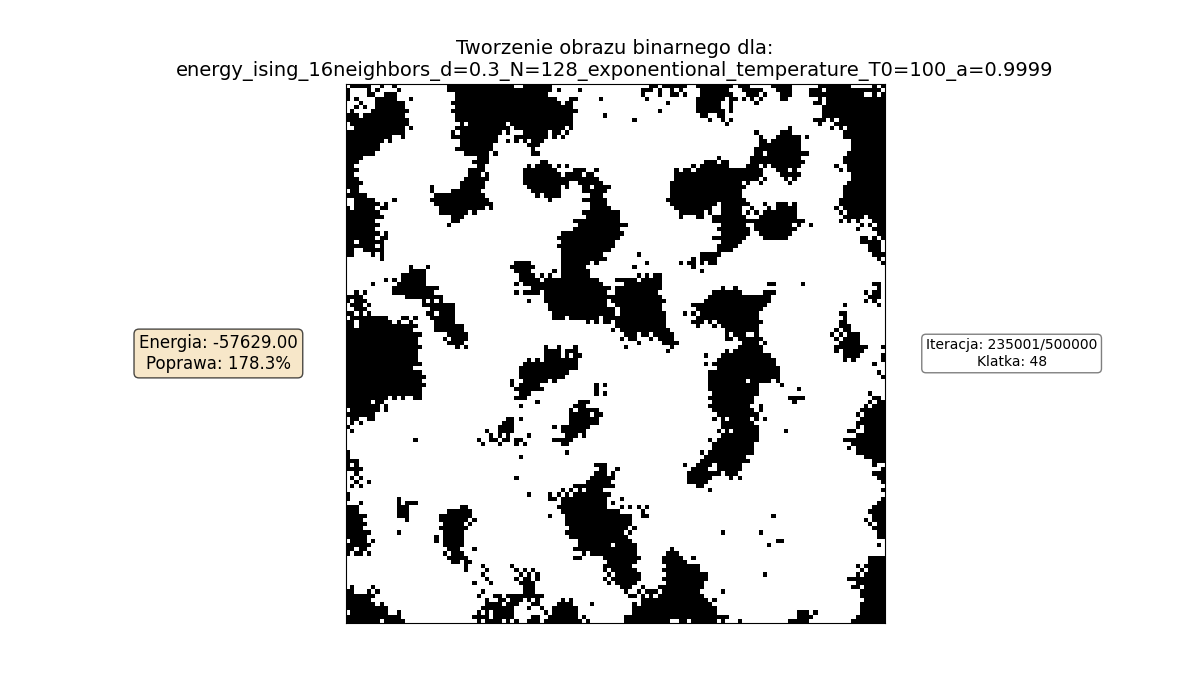 Tworzenie obrazu binarnego dla:
energy_ising_16neighbors_d=0.3_N=128_exponentional_temperature_T0=100_a=0.9999
Energia: -57629.00
Poprawa: 178.3%
Iteracja: 235001/500000
Klatka: 48